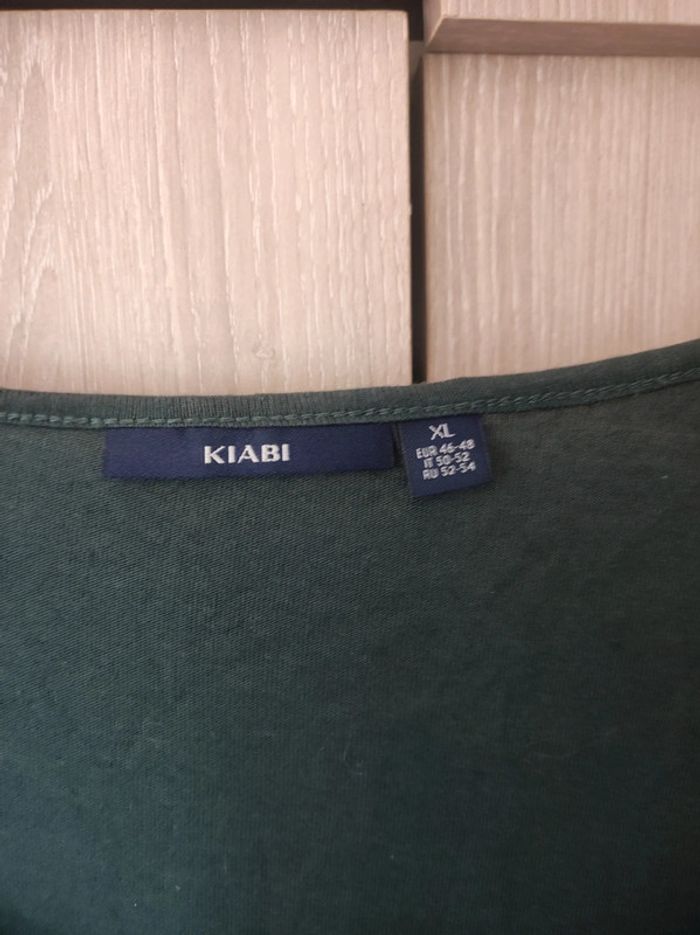 KIABI
XL
EUR 46-48
IT 50-52
RU 52-54